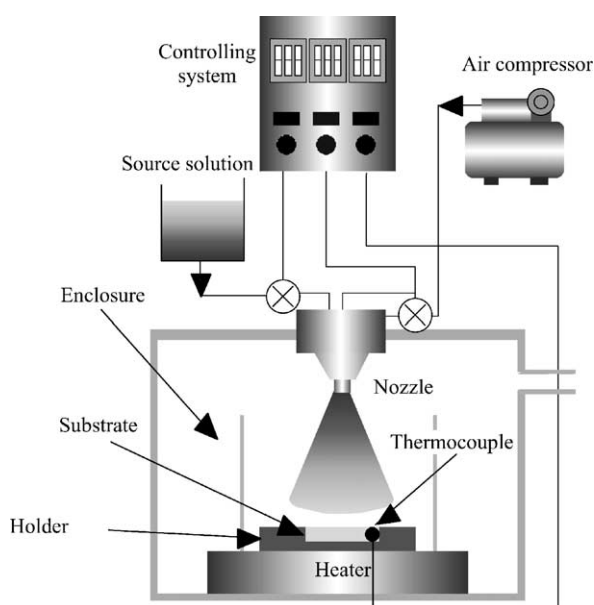 Controlling
system
Air compressor
Source solution
Enclosure
Nozzle
Substrate
Thermocouple
Holder
Heater